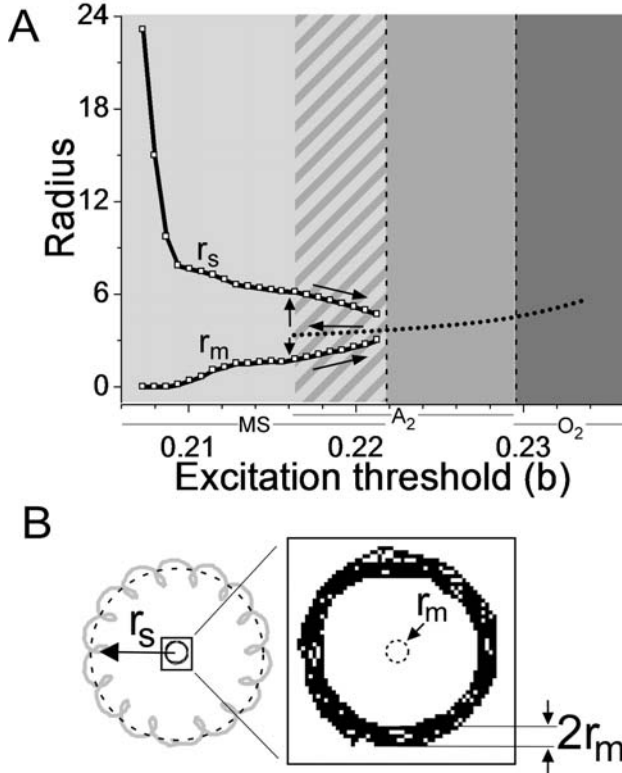 A
24
18
12
6
0
Radius
r_s
r_m
MS
A_2
O_2
0.21
0.22
0.23
Excitation threshold (b)
B
r_s
r_m
2r_m